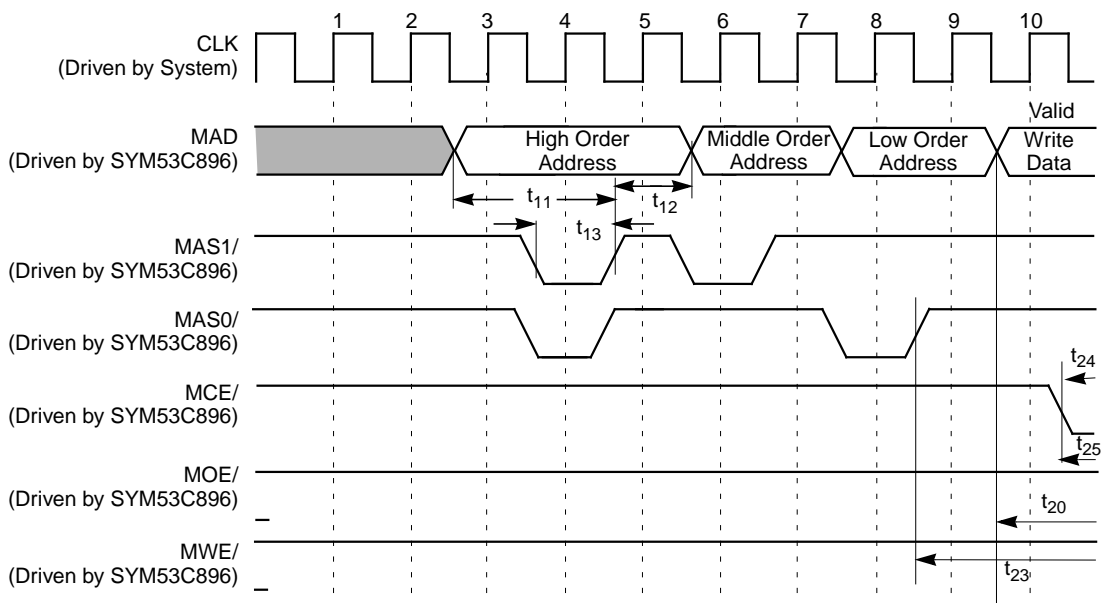 1 2 3 4 5 6 7 8 9 10
CLK
(Driven by System)
Valid
MAD
(Driven by SYM53C896)
High Order
Address
Middle Order
Address
Low Order
Address
Write
Data
t11
t12
t13
MAS1/
(Driven by SYM53C896)
MAS0/
(Driven by SYM53C896)
t24
MCE/
(Driven by SYM53C896)
t25
MOE/
(Driven by SYM53C896)
t20
MWE/
(Driven by SYM53C896)
t23